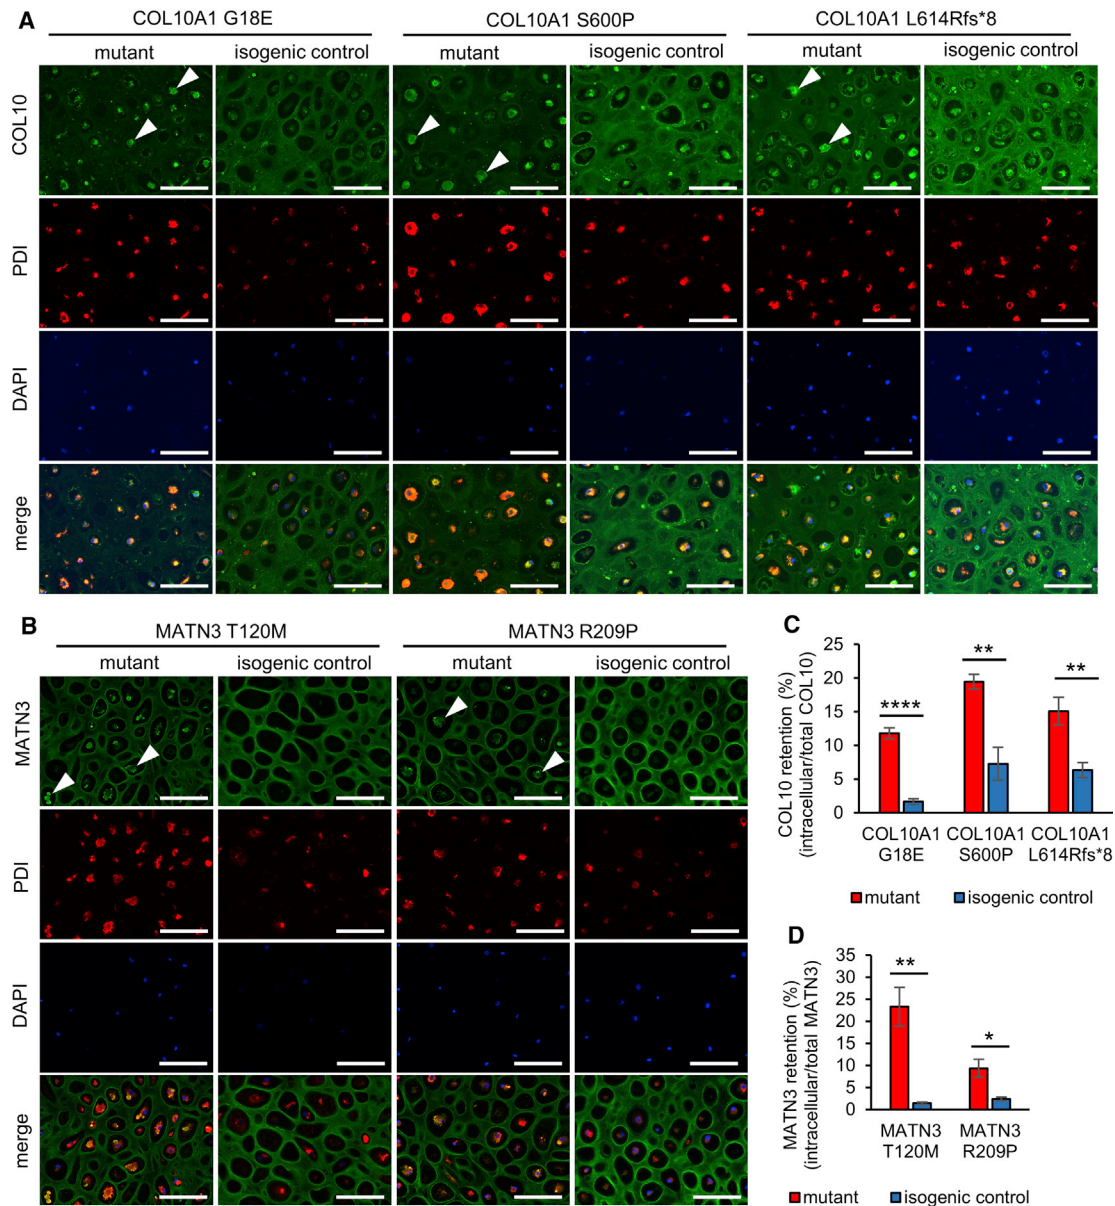 A
COL10A1 G18E
COL10A1 S600P
COL10A1 L614Rfs*8
mutant
isogenic control
mutant
isogenic control
mutant
isogenic control
COL10
PDI
DAPI
merge
B
MATN3 T120M
MATN3 R209P
mutant
isogenic control
mutant
isogenic control
MATN3
PDI
DAPI
merge
C
COL10 retention (%)
(intracellular/total COL10)
25
20
15
10
5
0
****
**
**
COL10A1
G18E
COL10A1
S600P
COL10A1
L614Rfs*8
mutant
isogenic control
D
MATN3 retention (%)
(intracellular/total MATN3)
35
30
25
20
15
10
5
0
**
*
MATN3
T120M
MATN3
R209P
mutant
isogenic control